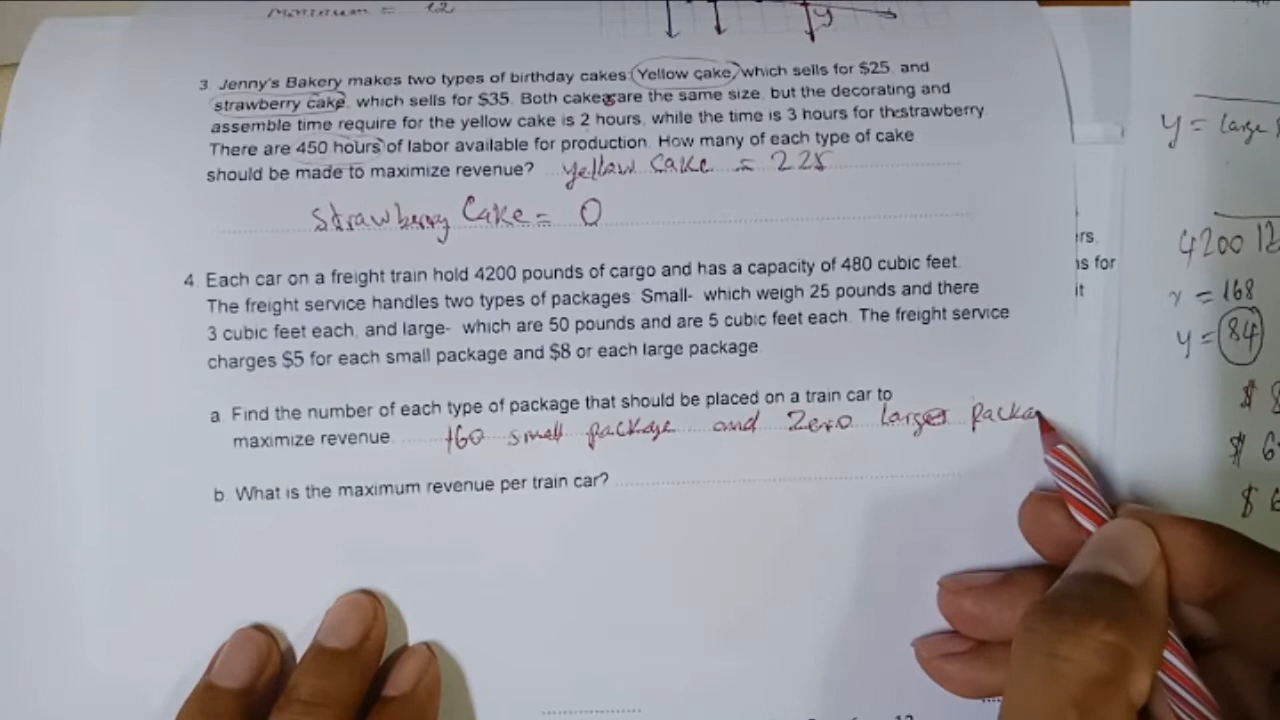 = 12
y
3. Jenny's Bakery makes two types of birthday cakes: Yellow cake, which sells for $25, and
strawberry cake, which sells for $35. Both cakes are the same size, but the decorating and
assemble time require for the yellow cake is 2 hours, while the time is 3 hours for the strawberry.
There are 450 hours of labor available for production. How many of each type of cake
should be made to maximize revenue? yellow cake = 225
Strawberry Cake = 0
4. Each car on a freight train hold 4200 pounds of cargo and has a capacity of 480 cubic feet.
The freight service handles two types of packages: Small- which weigh 25 pounds and there
3 cubic feet each, and large- which are 50 pounds and are 5 cubic feet each. The freight service
charges $5 for each small package and $8 or each large package.
a. Find the number of each type of package that should be placed on a train car to
maximize revenue. 160 small package and Zero larger packa
b. What is the maximum revenue per train car?
y = large
rs,
s for
it
4200
x = 168
y = 84
$
$ 6
$ 6